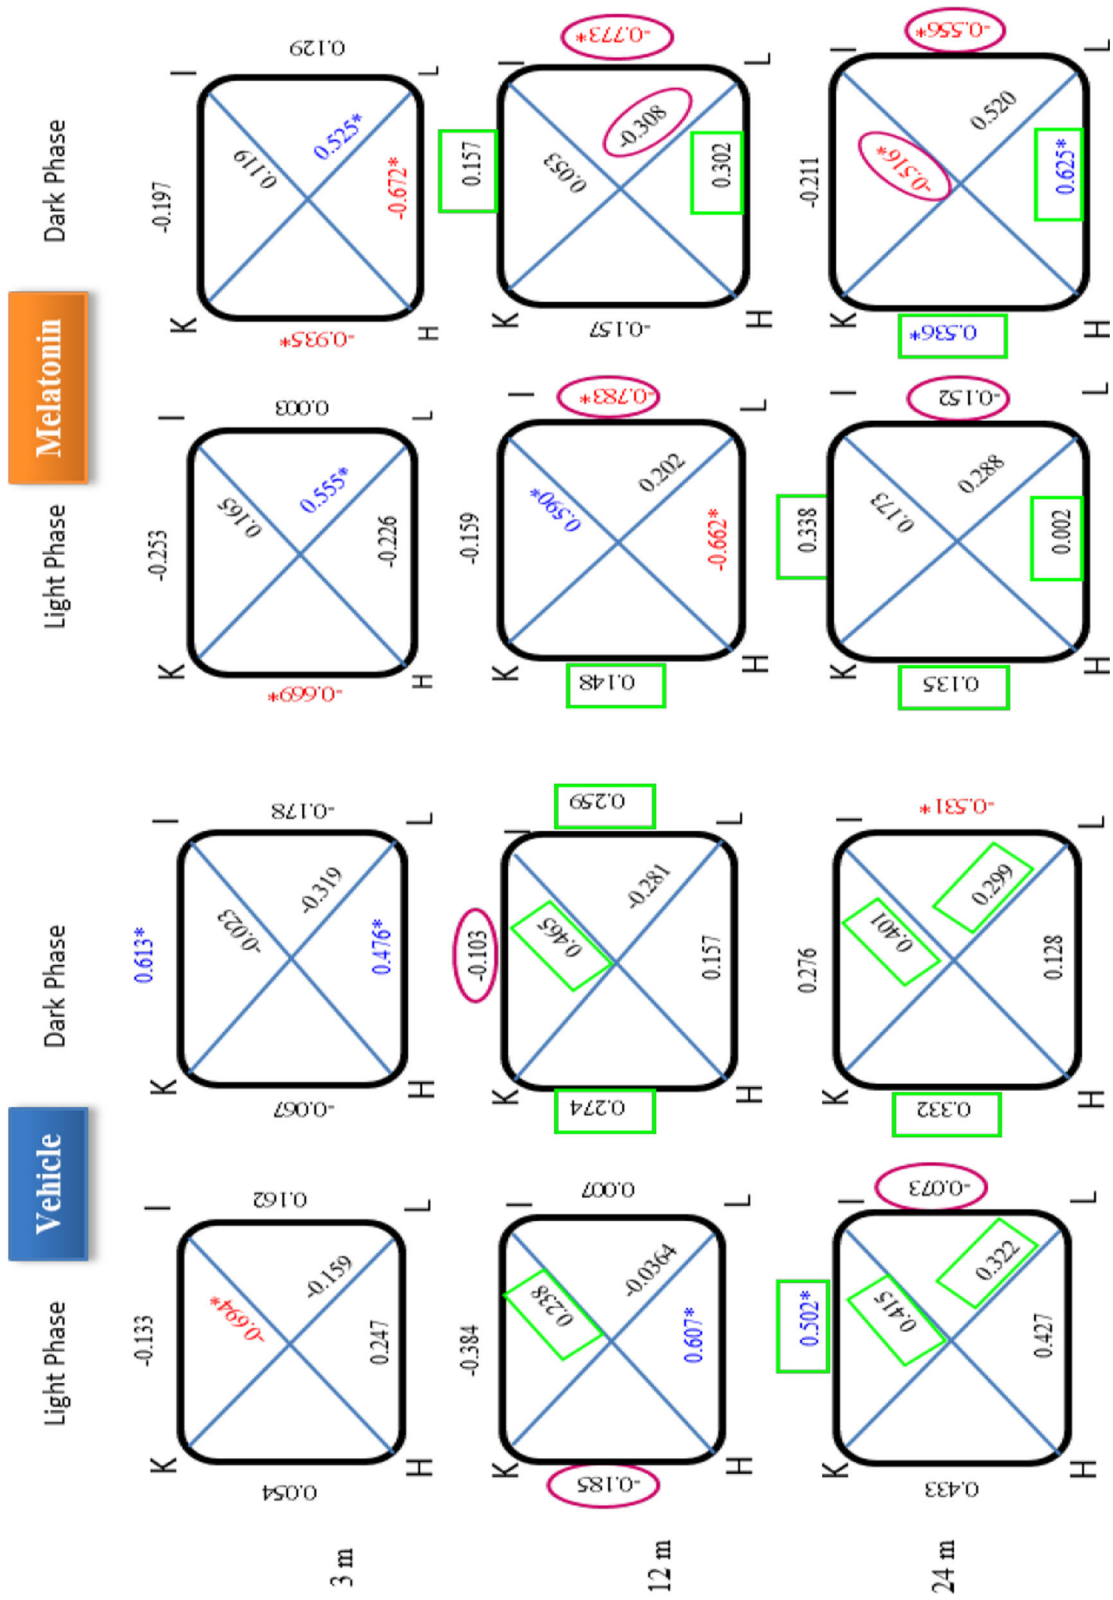 Vehicle Melatonin
Light Phase Dark Phase Light Phase Dark Phase
-0.133 0.613* -0.253 -0.197
K I K I K I K I
-0.694* -0.023 0.165 0.119
3 m 0.054 0.162 -0.067 -0.178 -0.669* 0.003 -0.935* 0.129
-0.159 -0.319 0.555* 0.525*
0.247 0.476* -0.226 -0.672*
H L H L H L H L
-0.384 -0.103 -0.159 0.157
K I K I K I K I
0.238 0.465 0.590* 0.053
12 m -0.185 0.007 0.274 0.259 0.148 -0.783* -0.157 -0.773*
-0.0364 -0.281 0.202 -0.308
0.607* 0.157 -0.662* 0.302
H L H L H L H L
0.502* 0.276 0.338 -0.211
K I K I K I K I
0.415 0.401 0.173 -0.516*
24 m 0.433 -0.073 0.332 -0.531* 0.135 -0.152 0.536* -0.556*
0.322 0.299 0.288 0.520
0.427 0.128 0.002 0.625*
H L H L H L H L